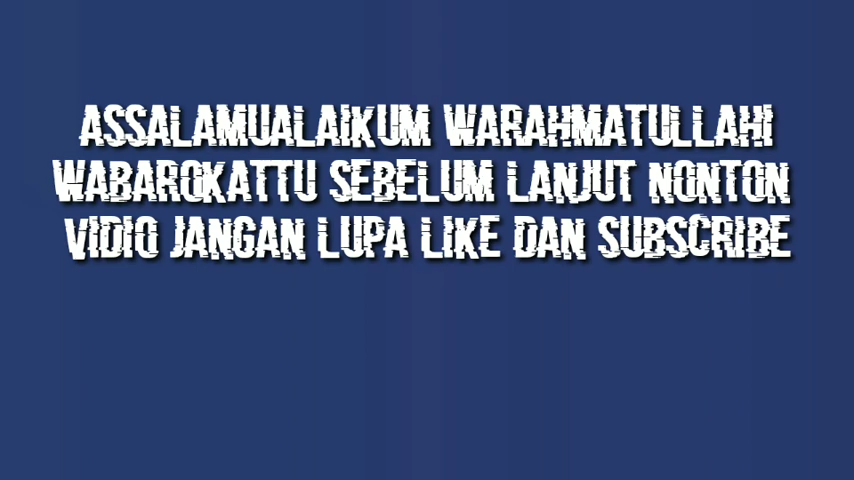 ASSALAMUALAIKUM WARAHMATULLAHI
WABAROKATTU SEBELUM LANJUT NONTON
VIDIO JANGAN LUPA LIKE DAN SUBSCRIBE